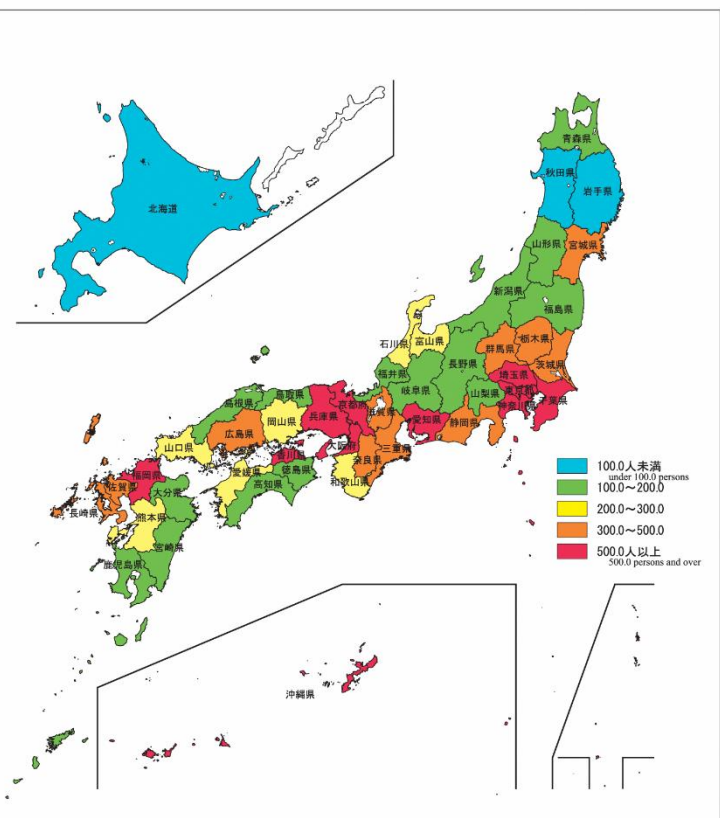 北海道
青森県
秋田県
岩手県
山形県
宮城県
新潟県
福島県
石川県
富山県
群馬県
栃木県
茨城県
福井県
長野県
埼玉県
岐阜県
山梨県
東京都
神奈川県
千葉県
島根県
鳥取県
京都府
滋賀県
愛知県
静岡県
岡山県
兵庫県
広島県
大阪府
三重県
奈良県
山口県
香川県
和歌山県
愛媛県
徳島県
高知県
福岡県
佐賀県
大分県
長崎県
熊本県
宮崎県
鹿児島県
沖縄県
100.0人未満
under 100.0 persons
100.0~200.0
200.0~300.0
300.0~500.0
500.0人以上
500.0 persons and over